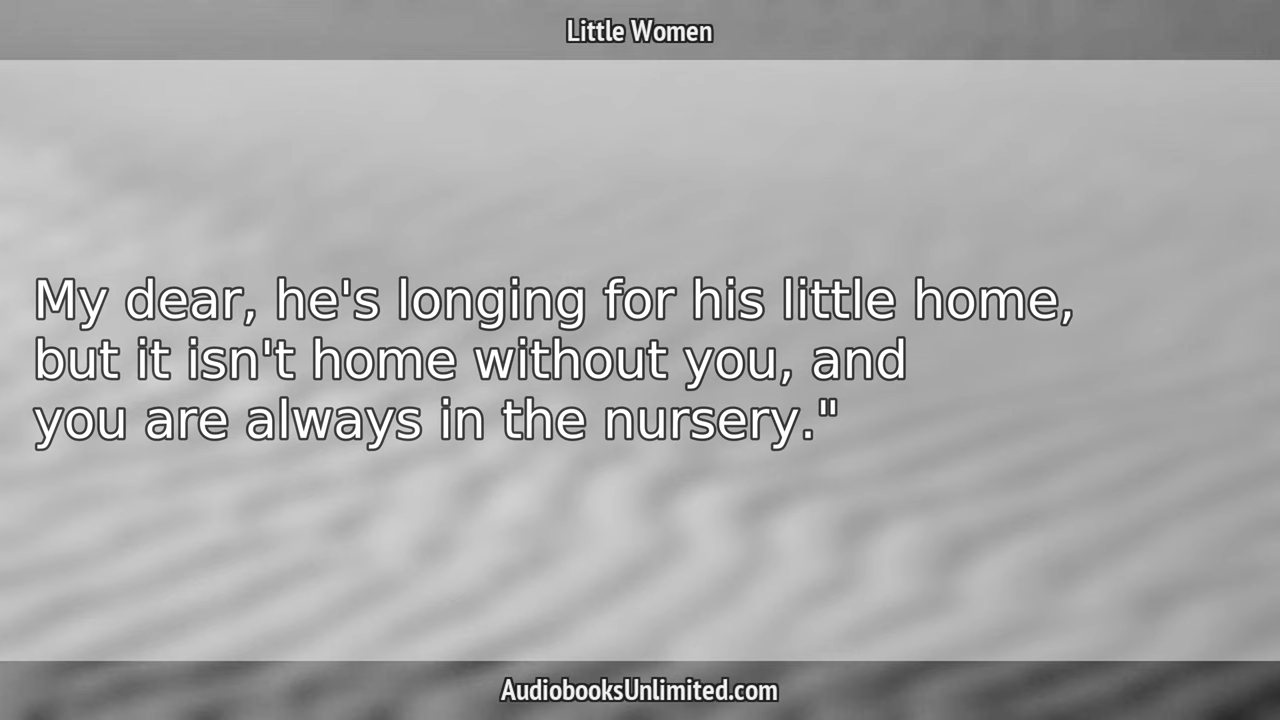 Little Women
My dear, he's longing for his little home,
but it isn't home without you, and
you are always in the nursery."
AudiobooksUnlimited.com